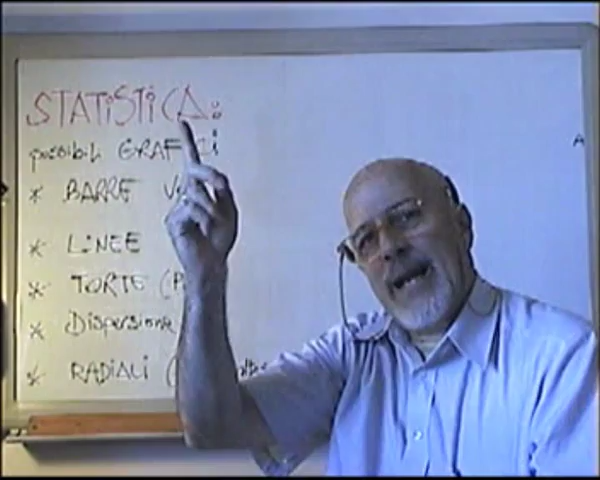 STATISTICA:
possibili GRAFICI
* BARRE
* LINEE
* TORTE
* Dispersione
* RADIALI
A